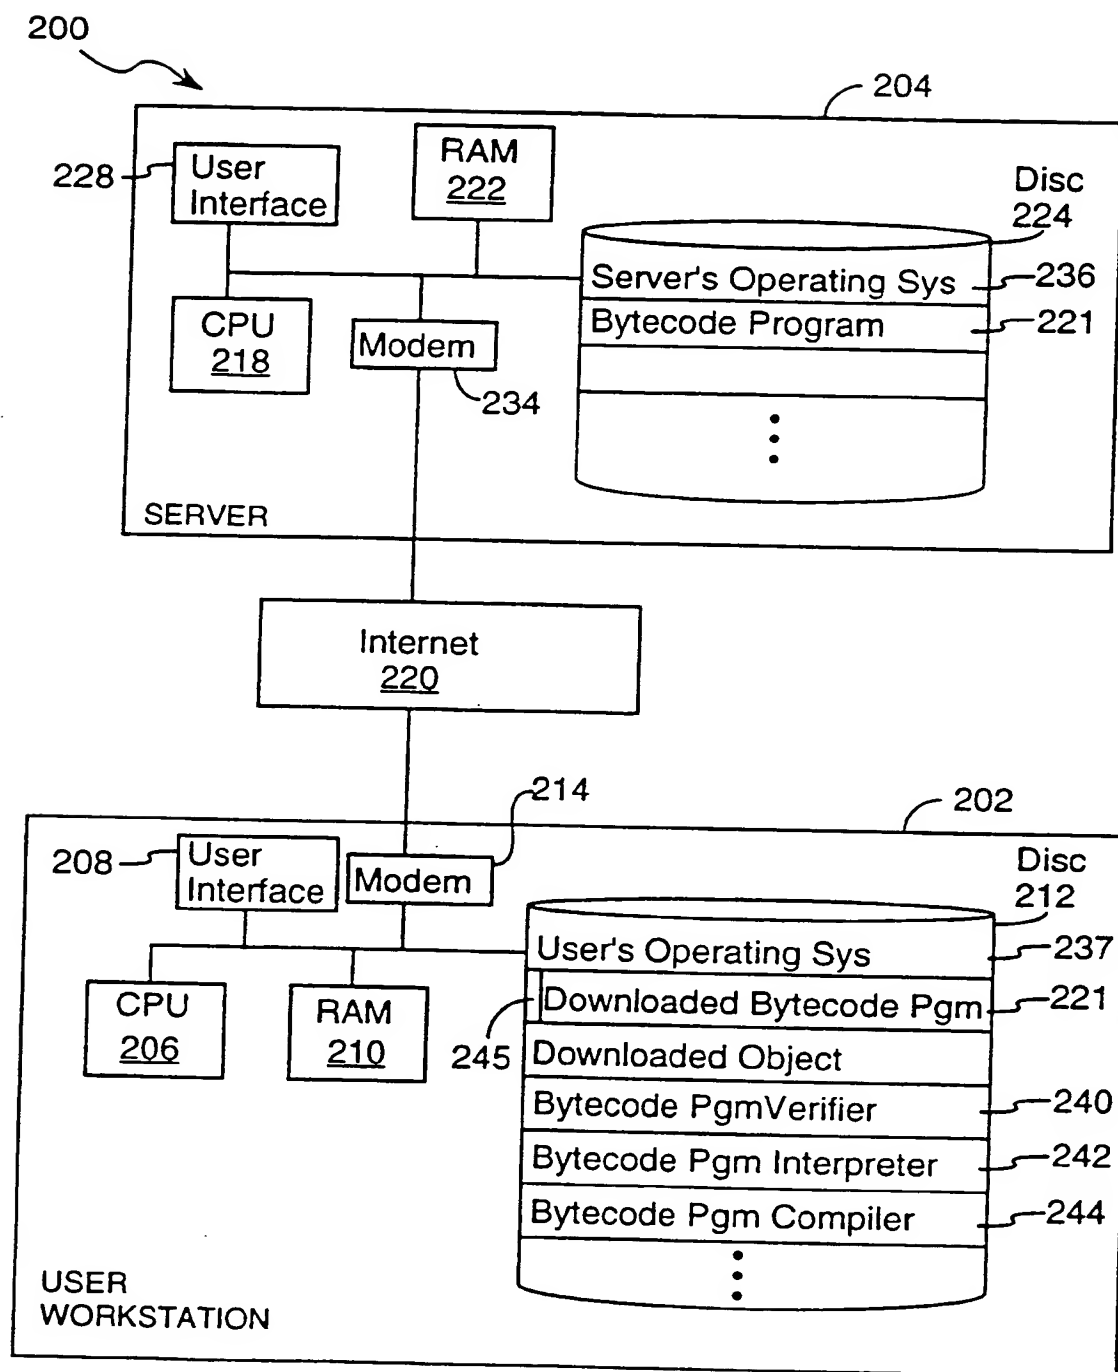 200
204
User
Interface
228
RAM
222
Disc
224
Server's Operating Sys
236
Bytecode Program
221
CPU
218
Modem
234
SERVER
Internet
220
214
202
208
User
Interface
Modem
Disc
212
User's Operating Sys
237
CPU
206
RAM
210
245
Downloaded Bytecode Pgm
221
Downloaded Object
Bytecode PgmVerifier
240
Bytecode Pgm Interpreter
242
Bytecode Pgm Compiler
244
USER
WORKSTATION